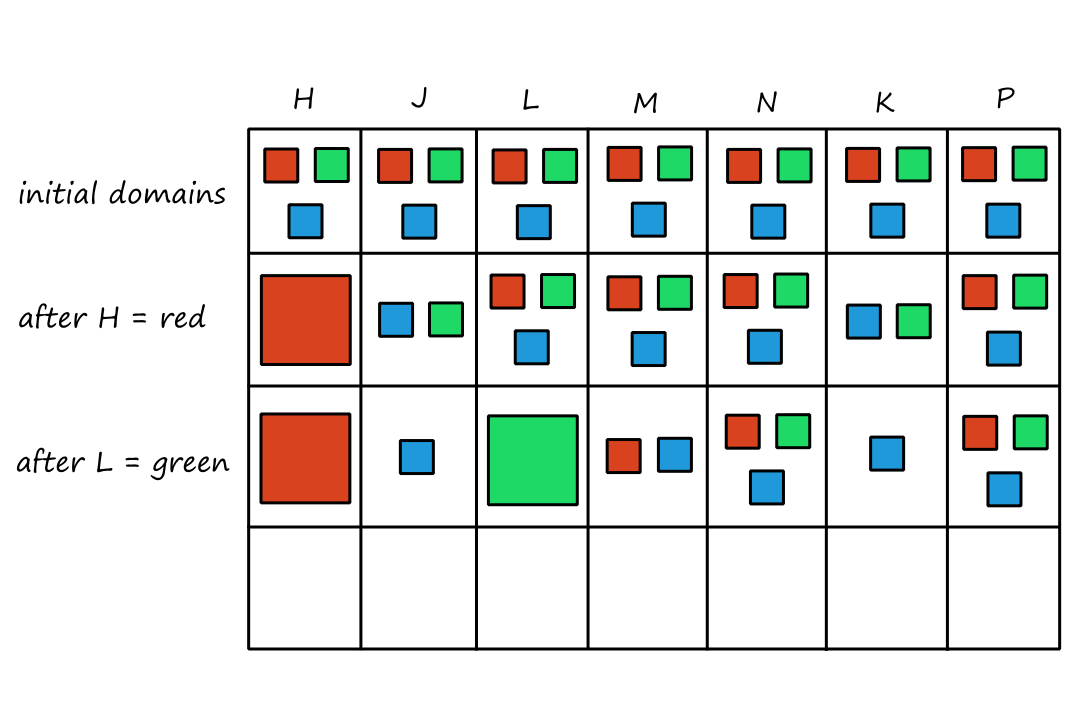 H J L M N K P
initial domains
after H = red
after L = green